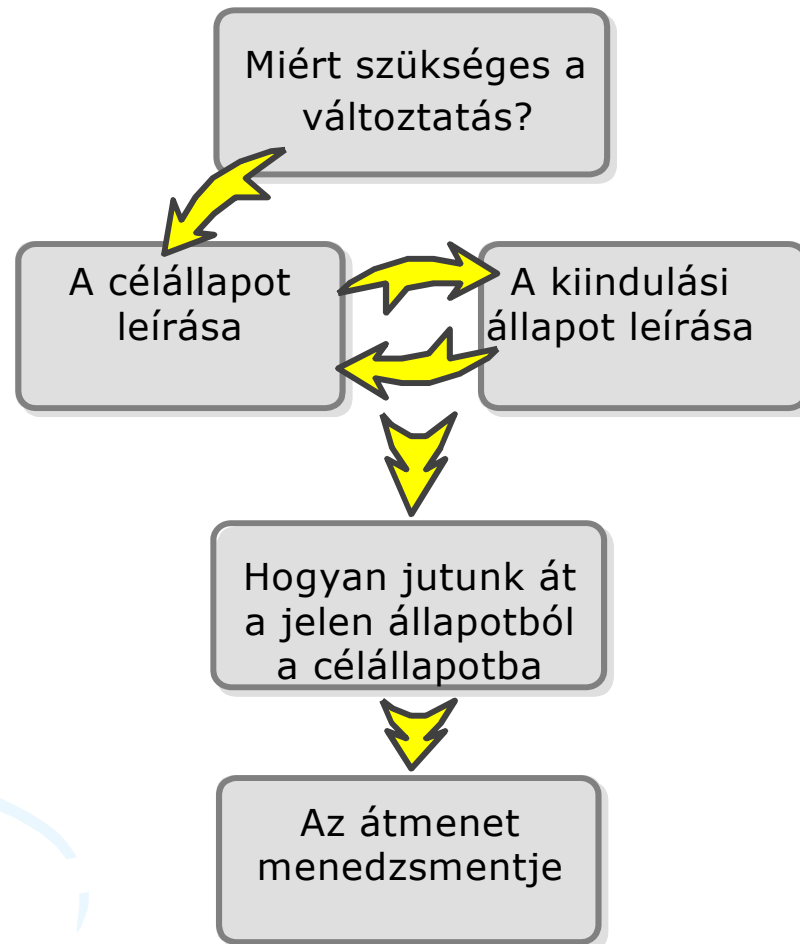 Miért szükséges a
változtatás?
A célállapot
leírása
A kiindulási
állapot leírása
Hogyan jutunk át
a jelen állapotból
a célállapotba
Az átmenet
menedzsmentje